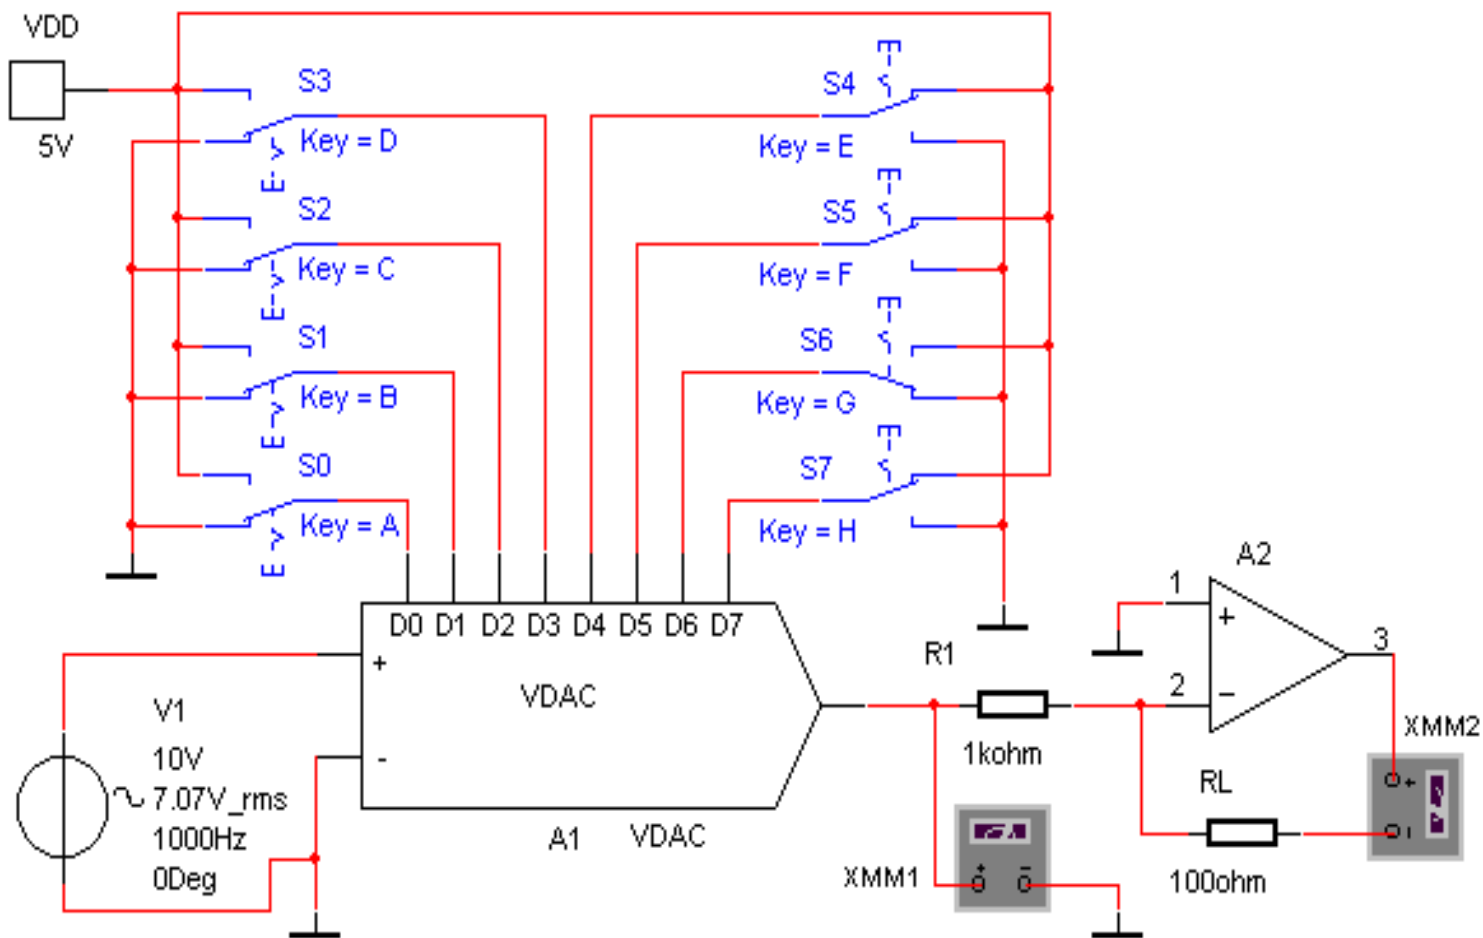 VDD
5V
S3
Key = D
S2
Key = C
S1
Key = B
S0
Key = A
S4
Key = E
S5
Key = F
S6
Key = G
S7
Key = H
D0 D1 D2 D3 D4 D5 D6 D7
+
VDAC
-
A1 VDAC
V1
10V
7.07V_rms
1000Hz
0Deg
R1
1kohm
XMM1
+ -
A2
1
+
2
-
3
XMM2
+
-
RL
100ohm